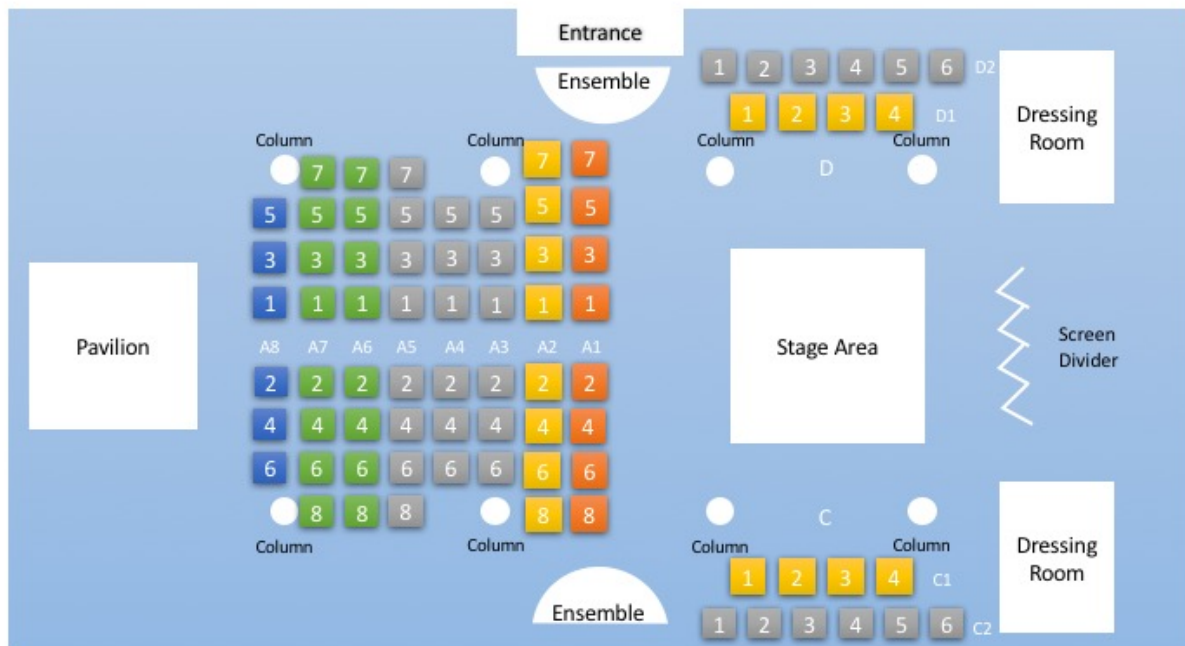 Entrance
Ensemble
1 2 3 4 5 6 D2
1 2 3 4 D1
Dressing
Room
Column
Column
Column
Column
D
7 7 7 7 7
5 5 5 5 5 5 5 5
3 3 3 3 3 3 3 3
1 1 1 1 1 1 1 1
A8 A7 A6 A5 A4 A3 A2 A1
2 2 2 2 2 2 2 2
4 4 4 4 4 4 4 4
6 6 6 6 6 6 6 6
8 8 8 8 8
Pavilion
Stage Area
Screen
Divider
C
Column
Column
Column
Column
1 2 3 4 C1
1 2 3 4 5 6 C2
Ensemble
Dressing
Room